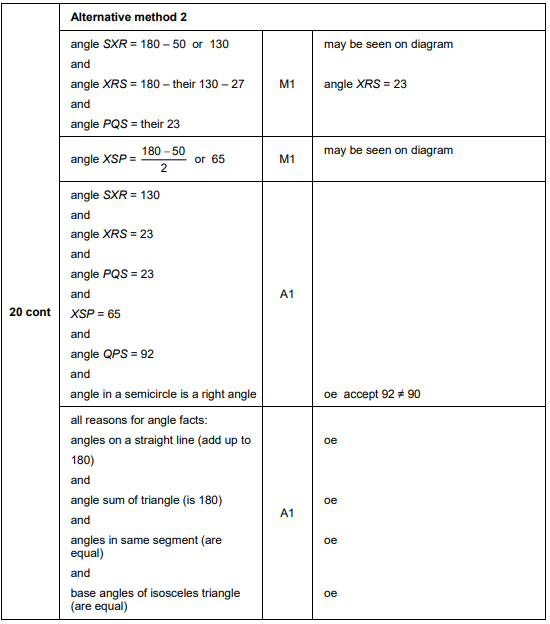 Alternative method 2
angle SXR = 180 – 50 or 130
may be seen on diagram
and
angle XRS = 180 – their 130 – 27
M1
angle XRS = 23
and
angle PQS = their 23
angle XSP = (180 – 50)/2 or 65
M1
may be seen on diagram
angle SXR = 130
and
angle XRS = 23
and
angle PQS = 23
and
A1
20 cont
XSP = 65
and
angle QPS = 92
and
angle in a semicircle is a right angle
oe accept 92 ≠ 90
all reasons for angle facts:
angles on a straight line (add up to
oe
180)
and
angle sum of triangle (is 180)
oe
A1
and
angles in same segment (are
oe
equal)
and
base angles of isosceles triangle
oe
(are equal)